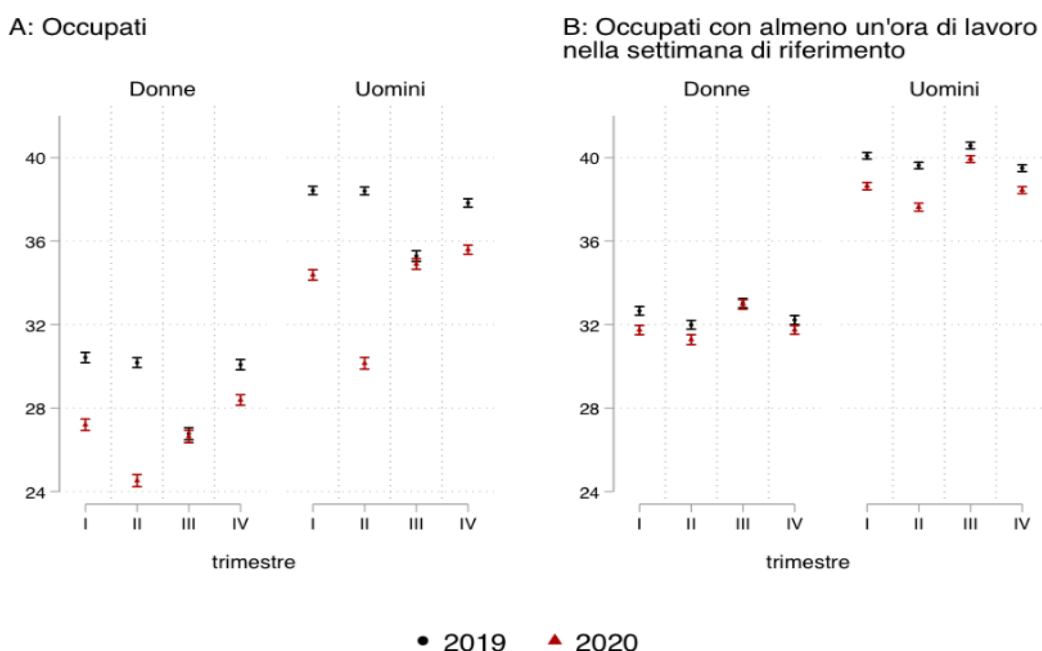 A: Occupati
B: Occupati con almeno un'ora di lavoro
nella settimana di riferimento
Donne
Uomini
Donne
Uomini
40
36
32
28
24
40
36
32
28
24
I II III IV
I II III IV
I II III IV
I II III IV
trimestre
trimestre
2019
2020